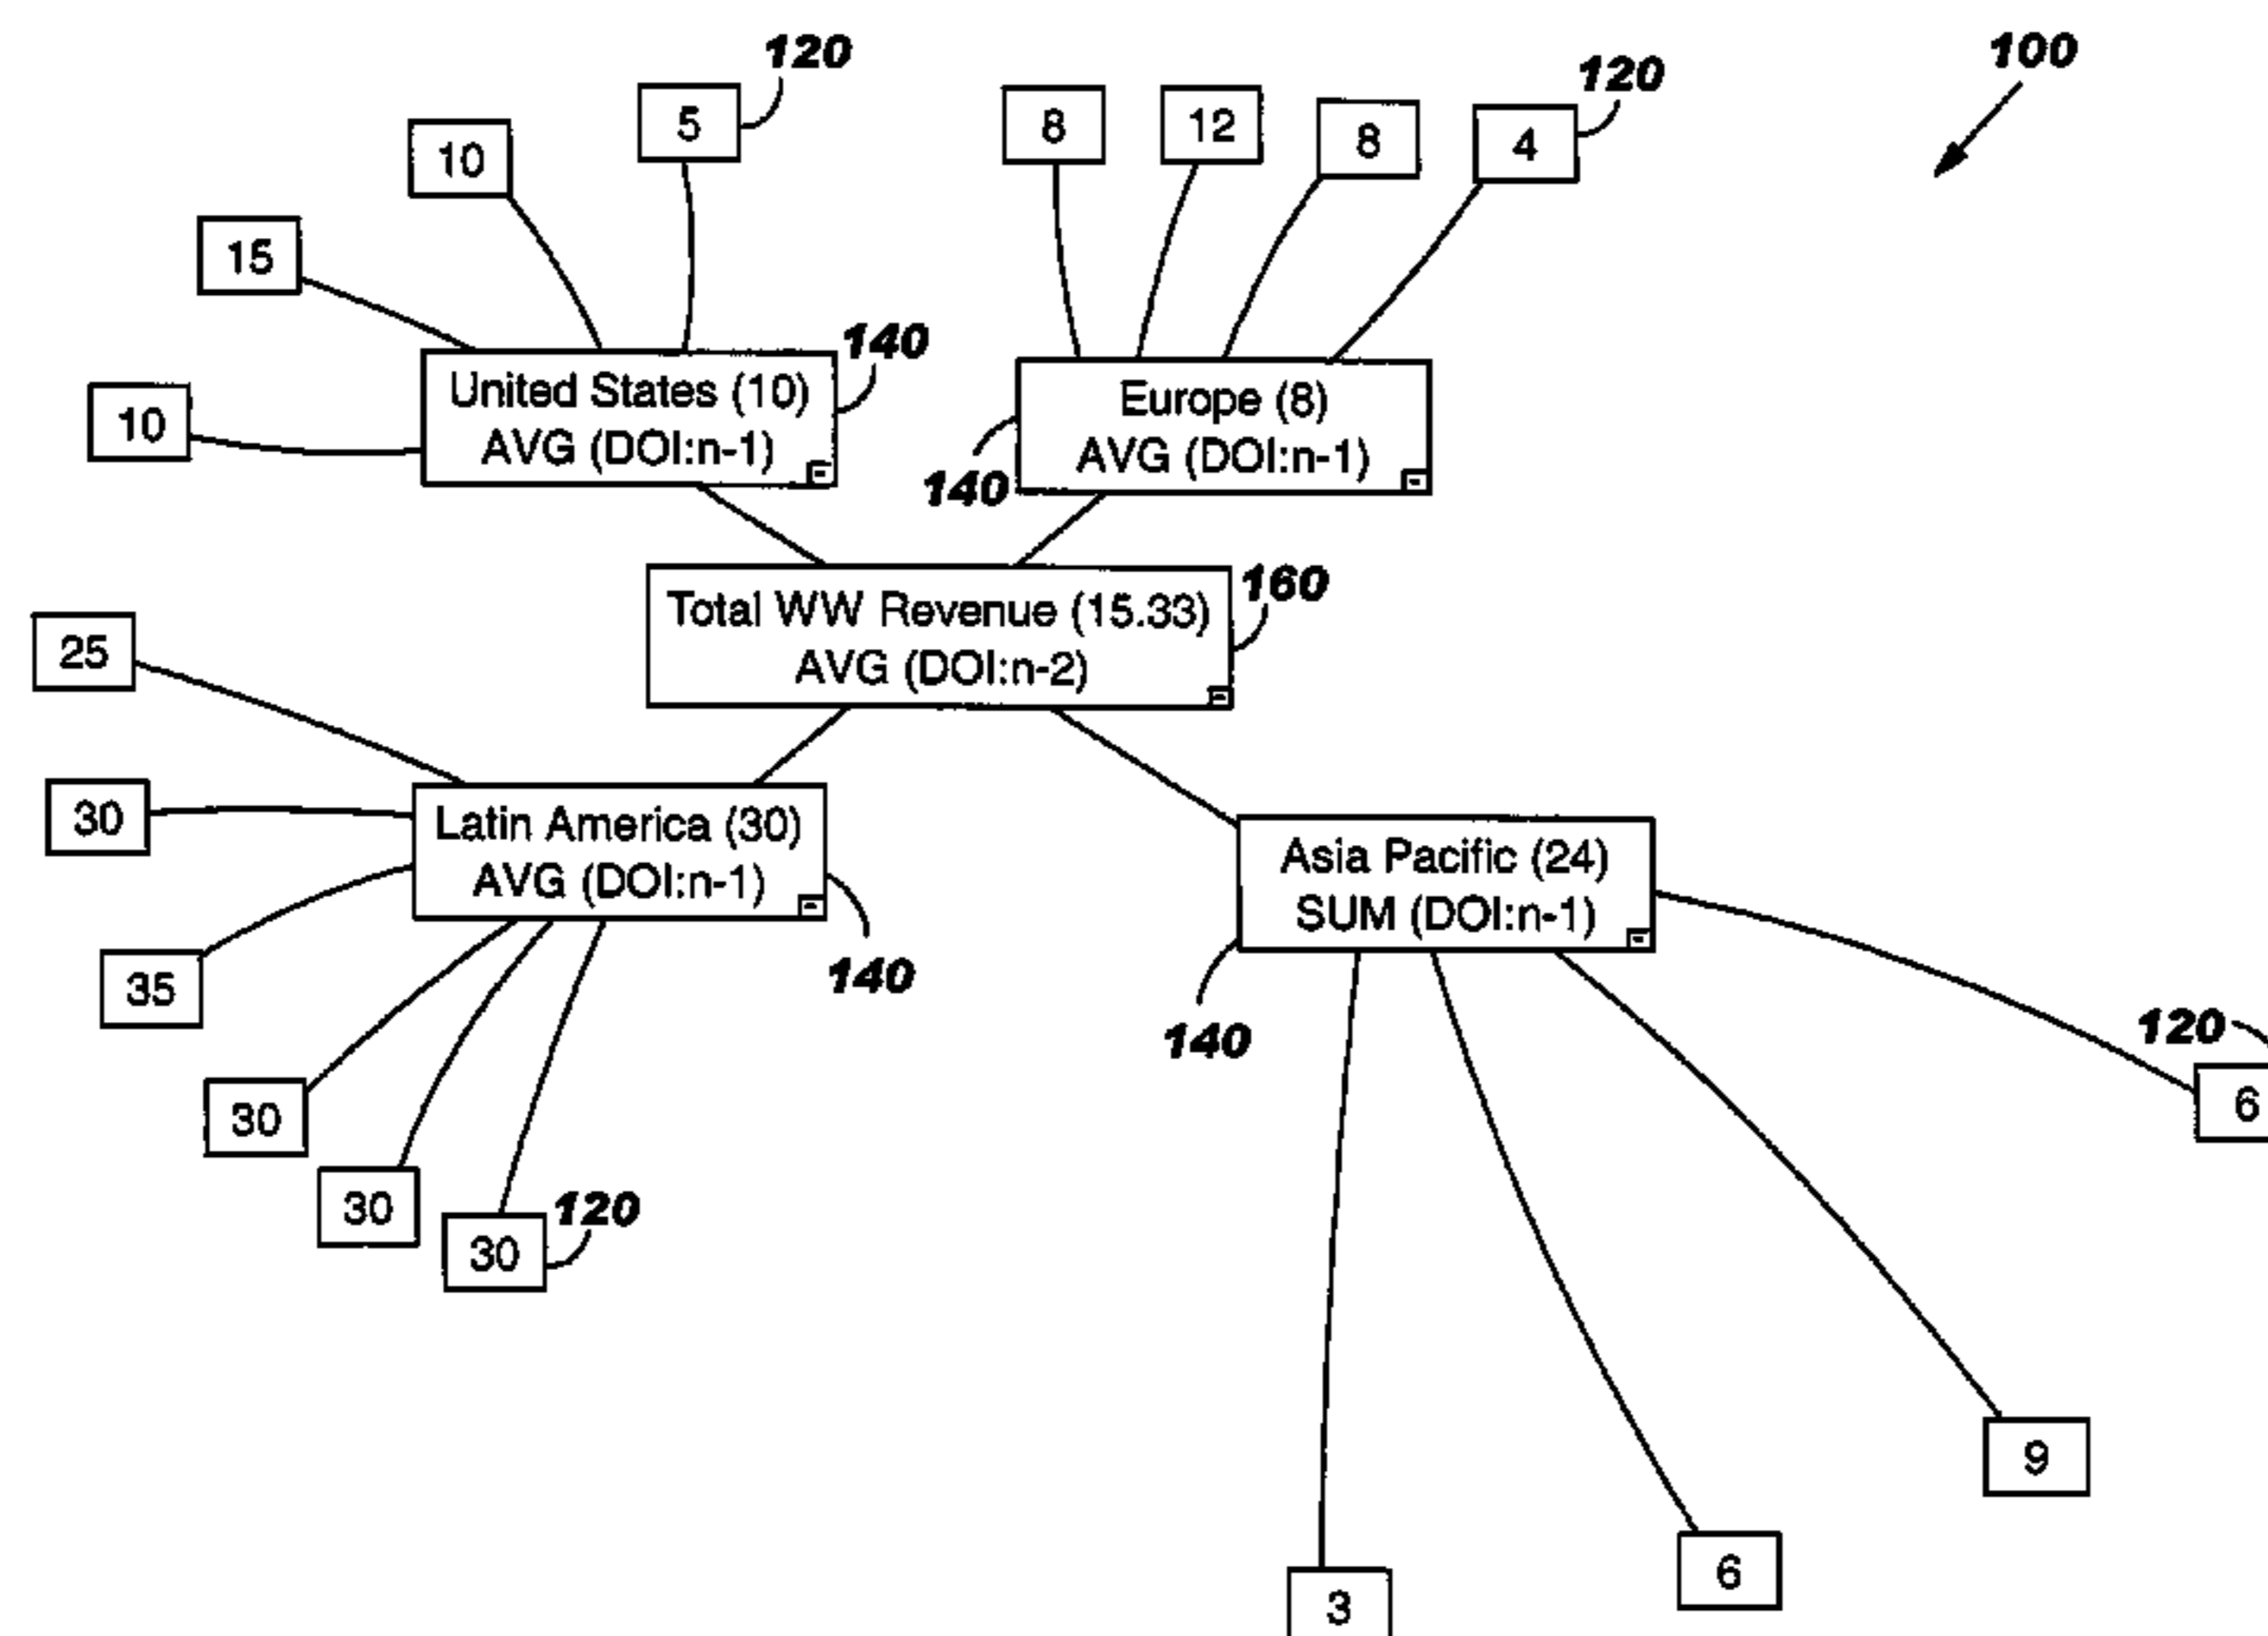 120
100
120
5
8
12
8
4
10
15
10
United States (10)
AVG (DOI:n-1)
140
Europe (8)
AVG (DOI:n-1)
140
Total WW Revenue (15.33)
AVG (DOI:n-2)
160
25
30
Latin America (30)
AVG (DOI:n-1)
140
Asia Pacific (24)
SUM (DOI:n-1)
140
35
30
30
30
120
120
6
9
6
3